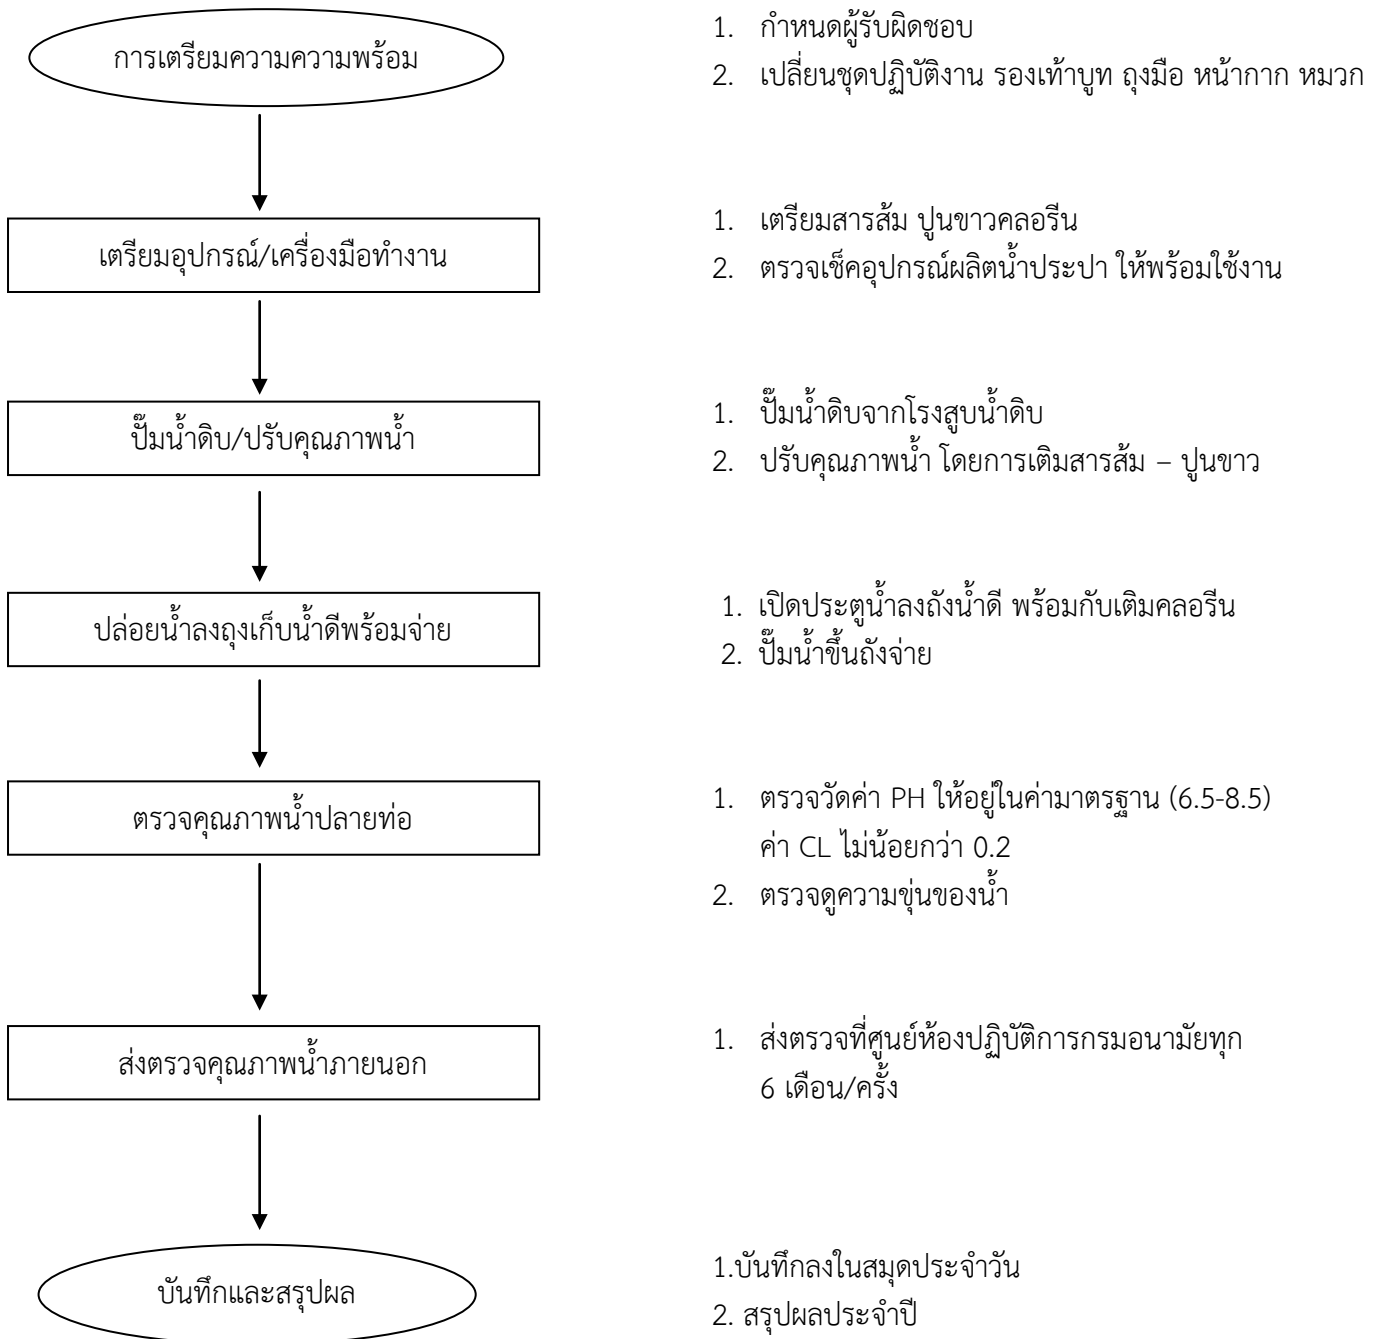 การเตรียมความความพร้อม
1. กำหนดผู้รับผิดชอบ
2. เปลี่ยนชุดปฏิบัติงาน รองเท้าบูท ถุงมือ หน้ากาก หมวก
เตรียมอุปกรณ์/เครื่องมือทำงาน
1. เตรียมสารส้ม ปูนขาวคลอรีน
2. ตรวจเช็คอุปกรณ์ผลิตน้ำประปา ให้พร้อมใช้งาน
ปั๊มน้ำดิบ/ปรับคุณภาพน้ำ
1. ปั๊มน้ำดิบจากโรงสูบน้ำดิบ
2. ปรับคุณภาพน้ำ โดยการเติมสารส้ม – ปูนขาว
ปล่อยน้ำลงถุงเก็บน้ำดีพร้อมจ่าย
1. เปิดประตูน้ำลงถังน้ำดี พร้อมกับเติมคลอรีน
2. ปั๊มน้ำขึ้นถังจ่าย
ตรวจคุณภาพน้ำปลายท่อ
1. ตรวจวัดค่า PH ให้อยู่ในค่ามาตรฐาน (6.5-8.5)
ค่า CL ไม่น้อยกว่า 0.2
2. ตรวจดูความขุ่นของน้ำ
ส่งตรวจคุณภาพน้ำภายนอก
1. ส่งตรวจที่ศูนย์ห้องปฏิบัติการกรมอนามัยทุก
6 เดือน/ครั้ง
บันทึกและสรุปผล
1.บันทึกลงในสมุดประจำวัน
2. สรุปผลประจำปี